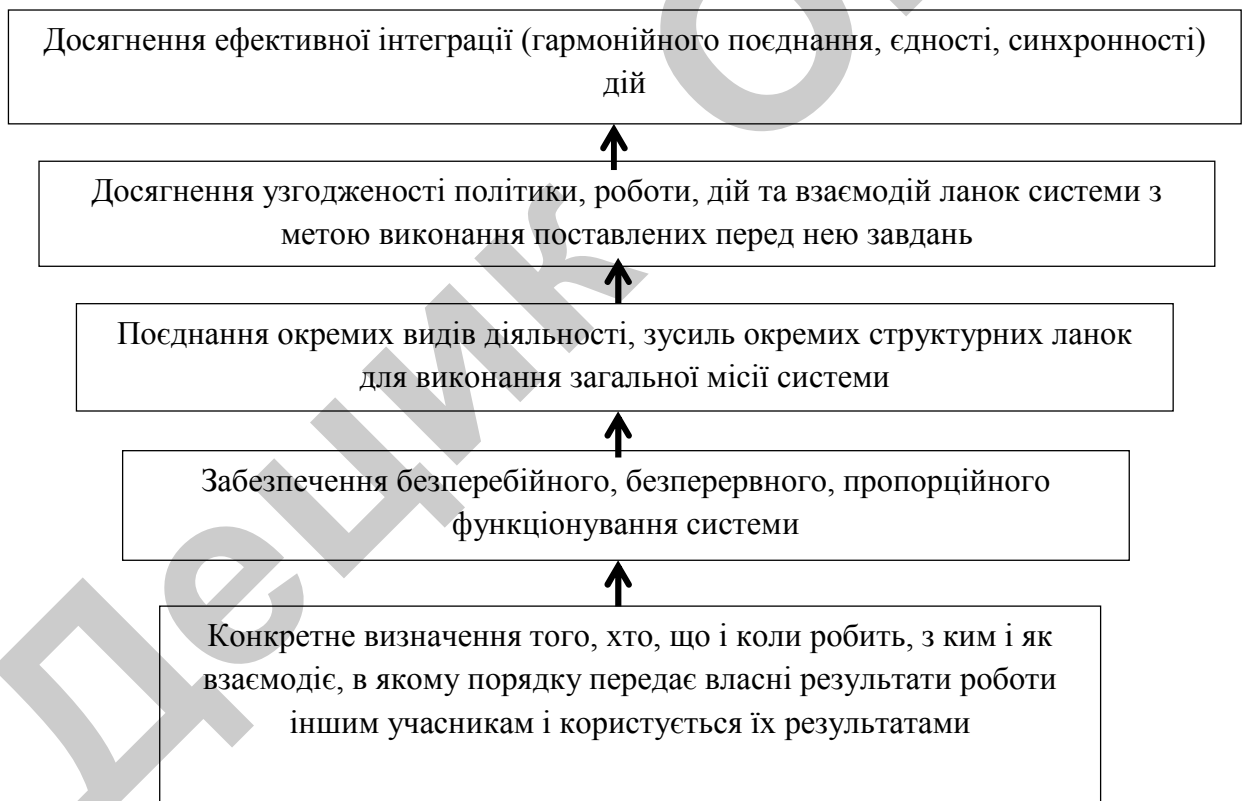 Досягнення ефективної інтеграції (гармонійного поєднання, єдності, синхронності)
дій
Досягнення узгодженості політики, роботи, дій та взаємодій ланок системи з
метою виконання поставлених перед нею завдань
Поєднання окремих видів діяльності, зусиль окремих структурних ланок
для виконання загальної місії системи
Забезпечення безперебійного, безперервного, пропорційного
функціонування системи
Конкретне визначення того, хто, що і коли робить, з ким і як
взаємодіє, в якому порядку передає власні результати роботи
іншим учасникам і користується їх результатами
Децик